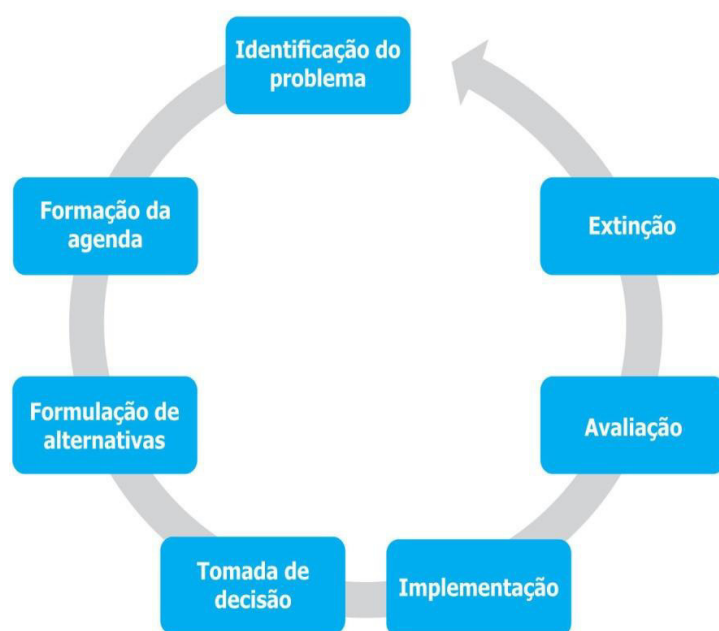 Identificação do
problema
Formação da
agenda
Formulação de
alternativas
Tomada de
decisão
Implementação
Avaliação
Extinção